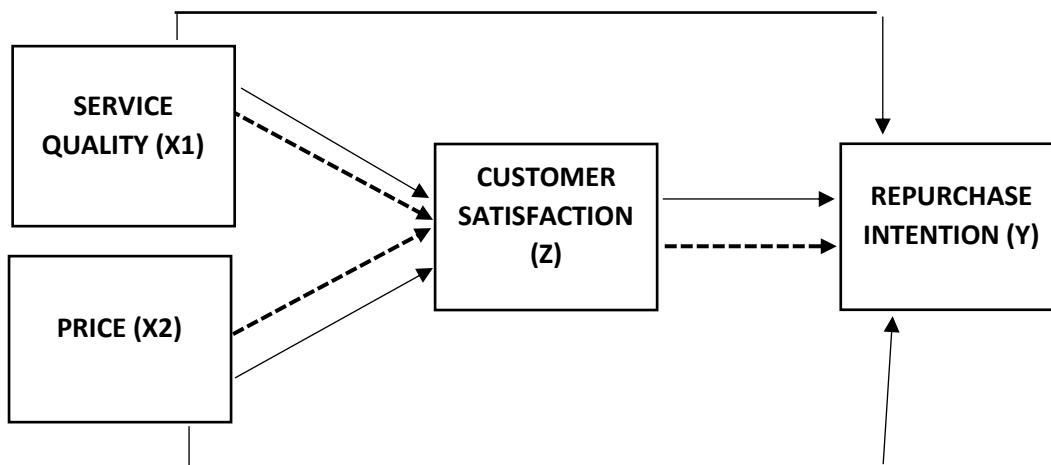 SERVICE
QUALITY (X1)
CUSTOMER
SATISFACTION
(Z)
REPURCHASE
INTENTION (Y)
PRICE (X2)